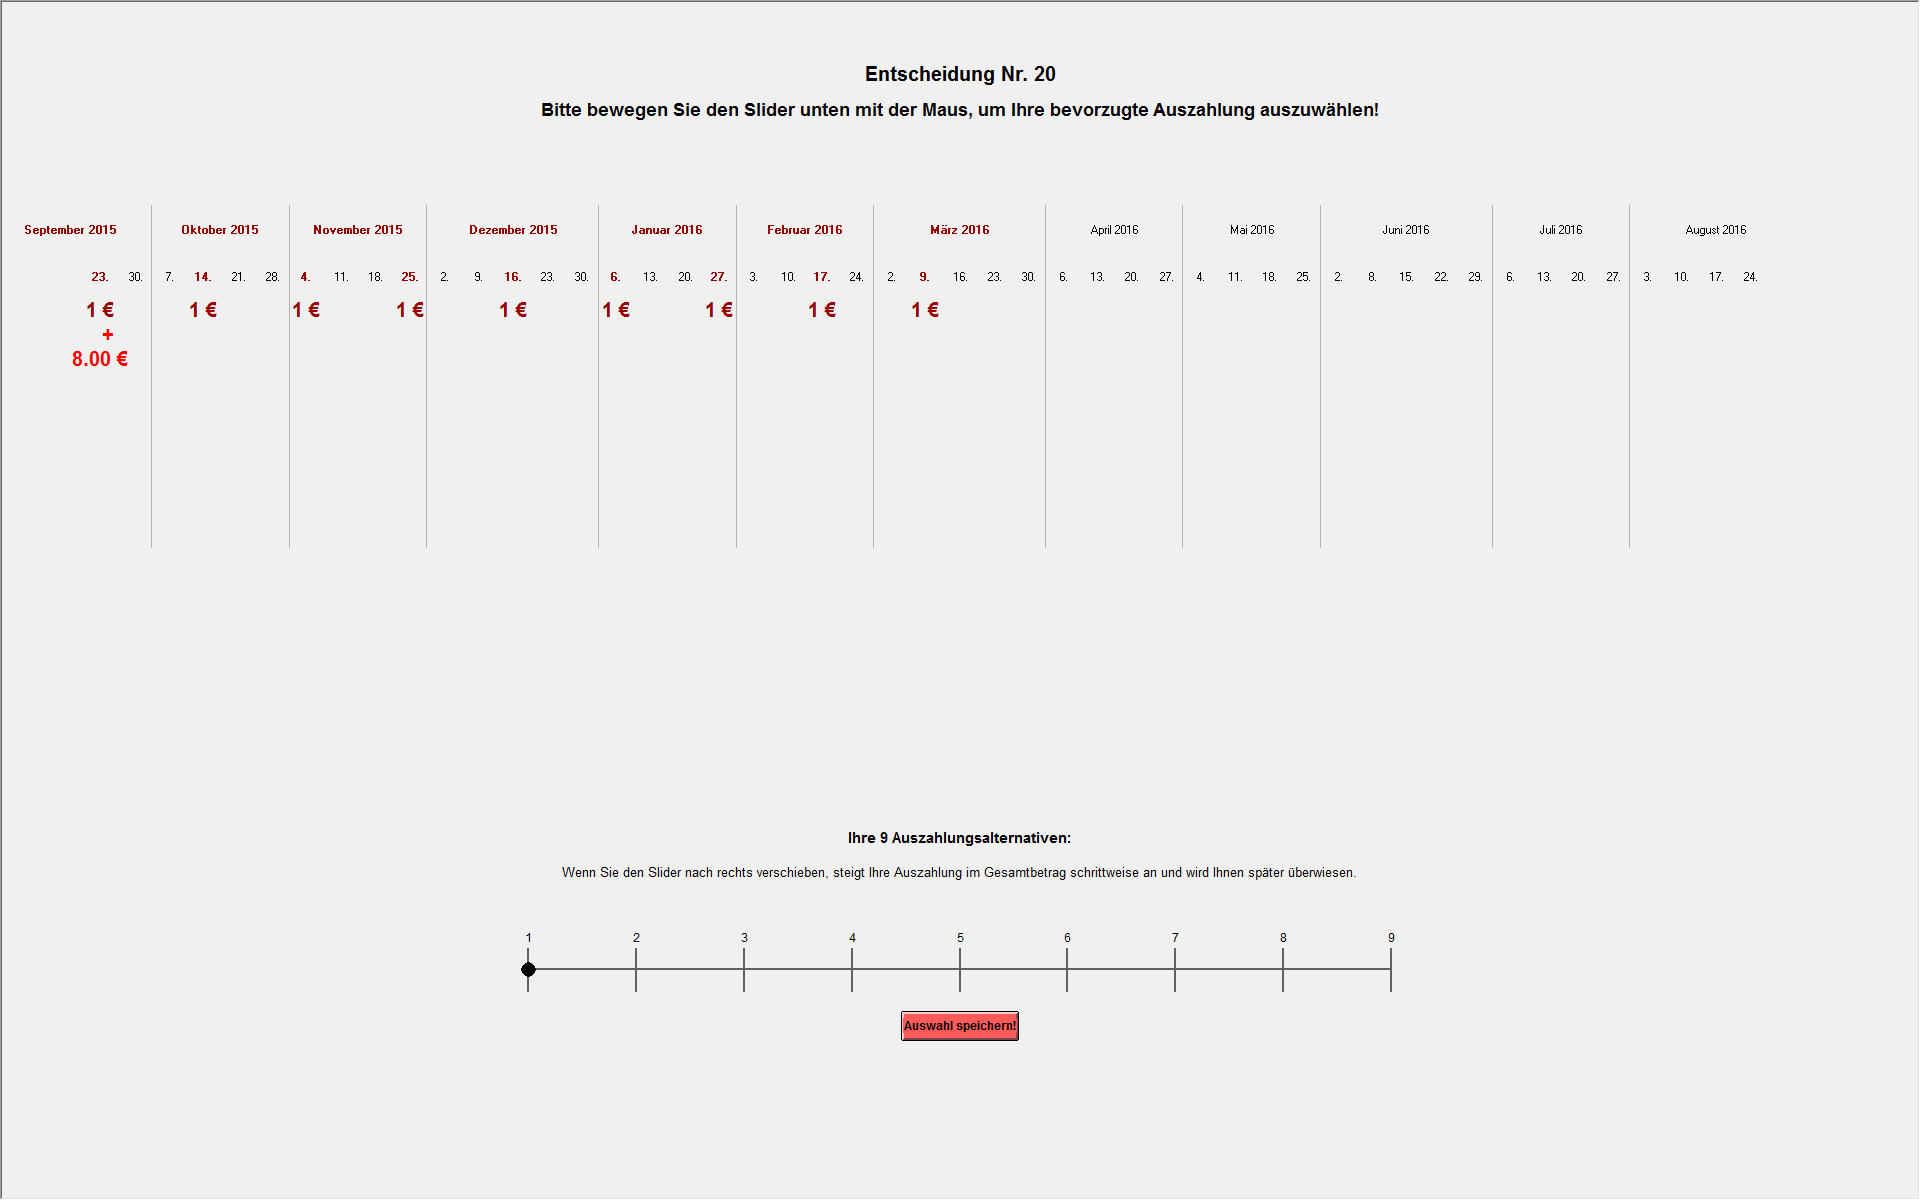 Entscheidung Nr. 20
Bitte bewegen Sie den Slider unten mit der Maus, um Ihre bevorzugte Auszahlung auszuwählen!
September 2015 Oktober 2015 November 2015 Dezember 2015 Januar 2016 Februar 2016 März 2016 April 2016 Mai 2016 Juni 2016 Juli 2016 August 2016
23. 30. 7. 14. 21. 28. 4. 11. 18. 25. 2. 9. 16. 23. 30. 6. 13. 20. 27. 3. 10. 17. 24. 2. 9. 16. 23. 30. 6. 13. 20. 27. 4. 11. 18. 25. 2. 8. 15. 22. 29. 6. 13. 20. 27. 3. 10. 17. 24.
1 € 1 € 1 € 1 € 1 € 1 € 1 € 1 € 1 €
+
8.00 €
Ihre 9 Auszahlungsalternativen:
Wenn Sie den Slider nach rechts verschieben, steigt Ihre Auszahlung im Gesamtbetrag schrittweise an und wird Ihnen später überwiesen.
1 2 3 4 5 6 7 8 9
Auswahl speichern!